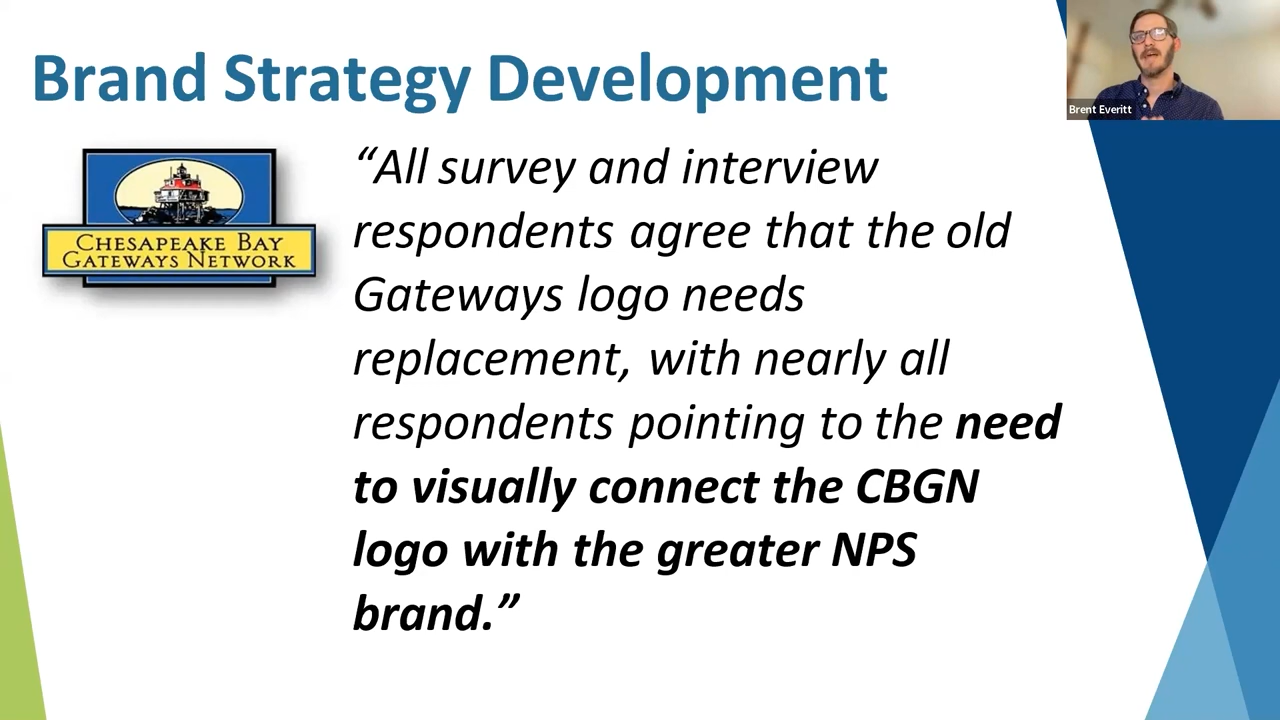 Brand Strategy Development
Brent Everitt
CHESAPEAKE BAY
GATEWAYS NETWORK
“All survey and interview
respondents agree that the old
Gateways logo needs
replacement, with nearly all
respondents pointing to the need
to visually connect the CBGN
logo with the greater NPS
brand.”